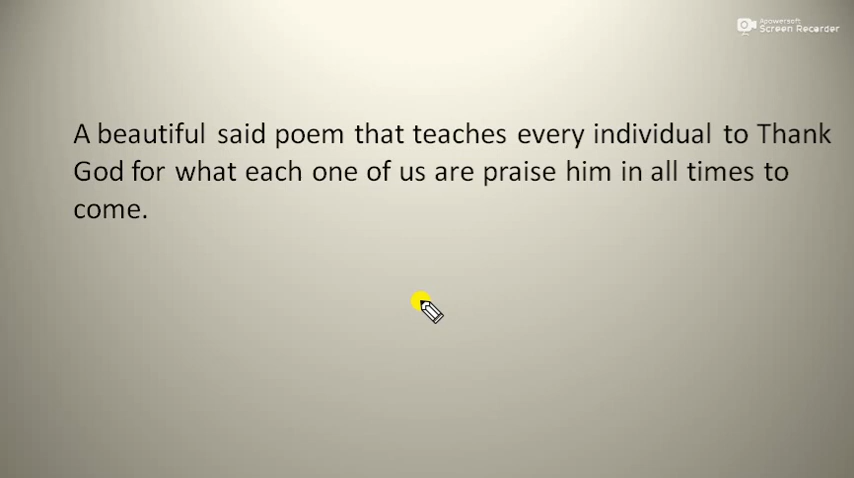 Apowersoft
Screen Recorder
A beautiful said poem that teaches every individual to Thank
God for what each one of us are praise him in all times to
come.